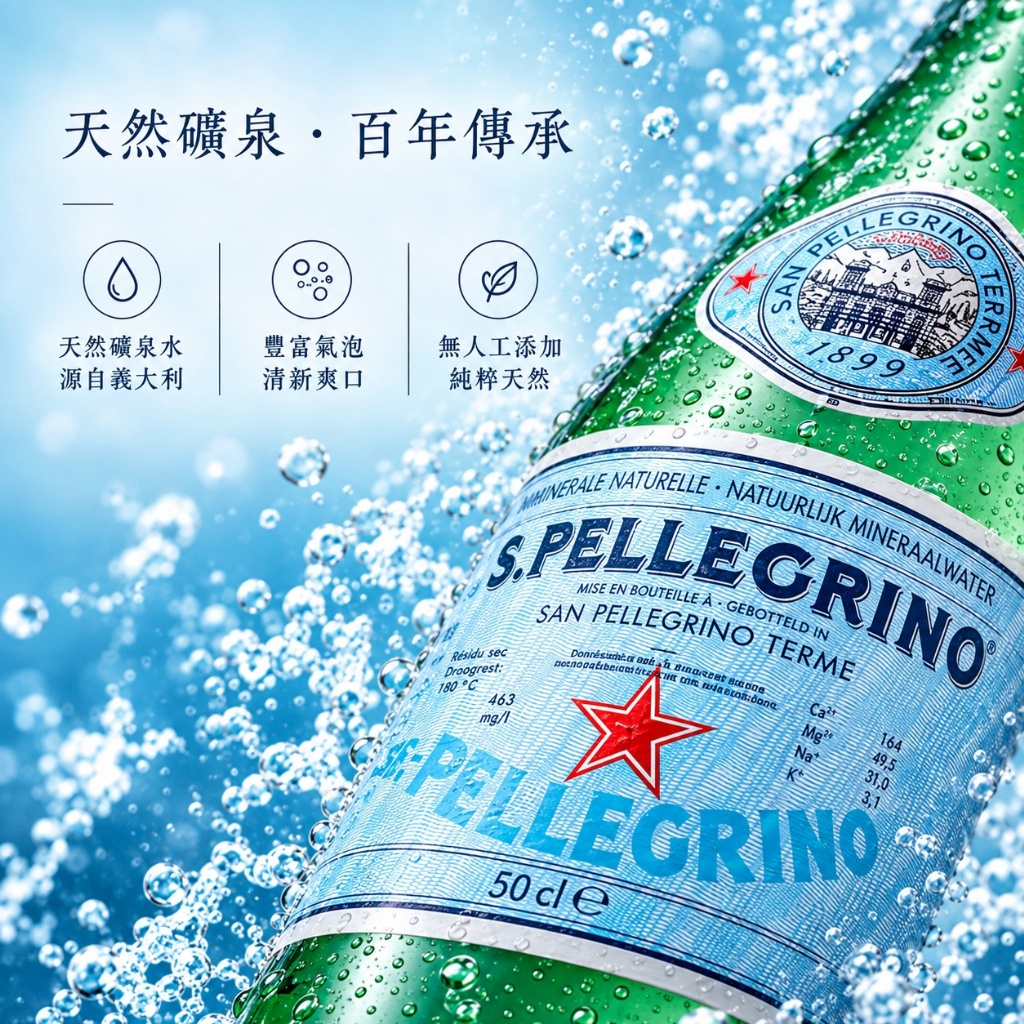 天然礦泉・百年傳承
天然礦泉水
源自義大利
豐富氣泡
清新爽口
無人工添加
純粹天然
SAN PELLEGRINO TERME
1899
MINERALE NATURELLE · NATUURLIJK MINERAALWATER
S.PELLEGRINO®
MISE EN BOUTEILLE À · GEBOTTELD IN
SAN PELLEGRINO TERME
Résidu sec
Droogrest:
180 °C
463
mg/l
Ca²⁺ 164
Mg²⁺ 49,5
Na⁺ 31,0
K⁺ 3,1
PELLEGRINO
50 cl ℮